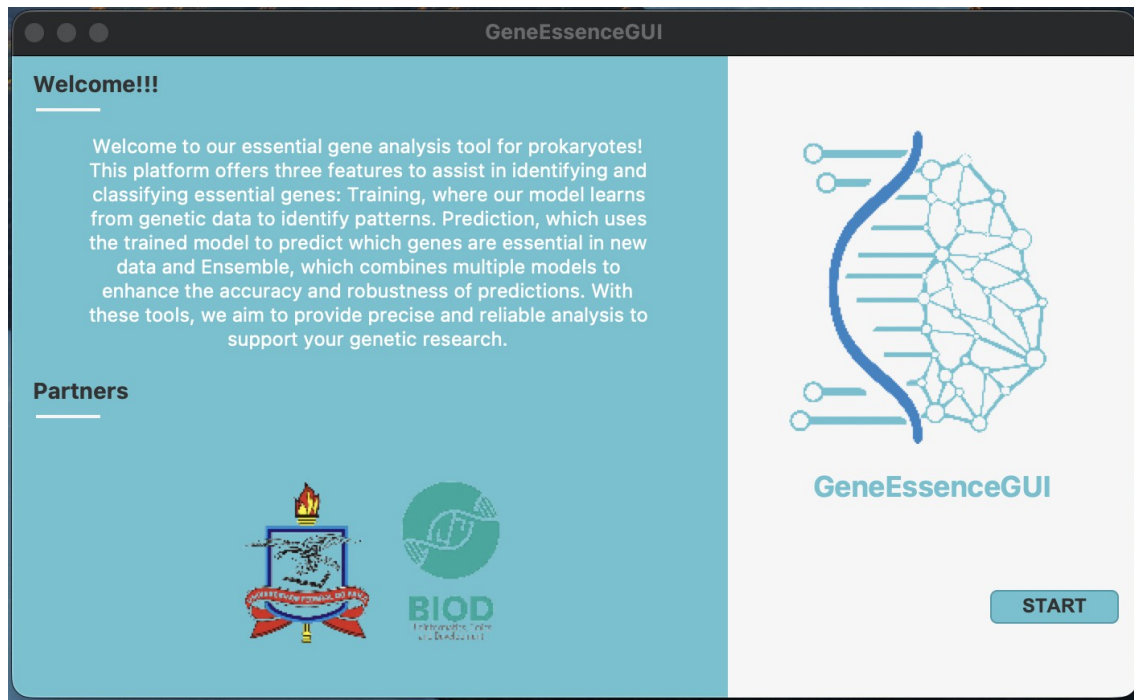 GeneEssenceGUI
Welcome!!!
Welcome to our essential gene analysis tool for prokaryotes!
This platform offers three features to assist in identifying and
classifying essential genes: Training, where our model learns
from genetic data to identify patterns. Prediction, which uses
the trained model to predict which genes are essential in new
data and Ensemble, which combines multiple models to
enhance the accuracy and robustness of predictions. With
these tools, we aim to provide precise and reliable analysis to
support your genetic research.
Partners
BIOD
and Development
GeneEssenceGUI
START